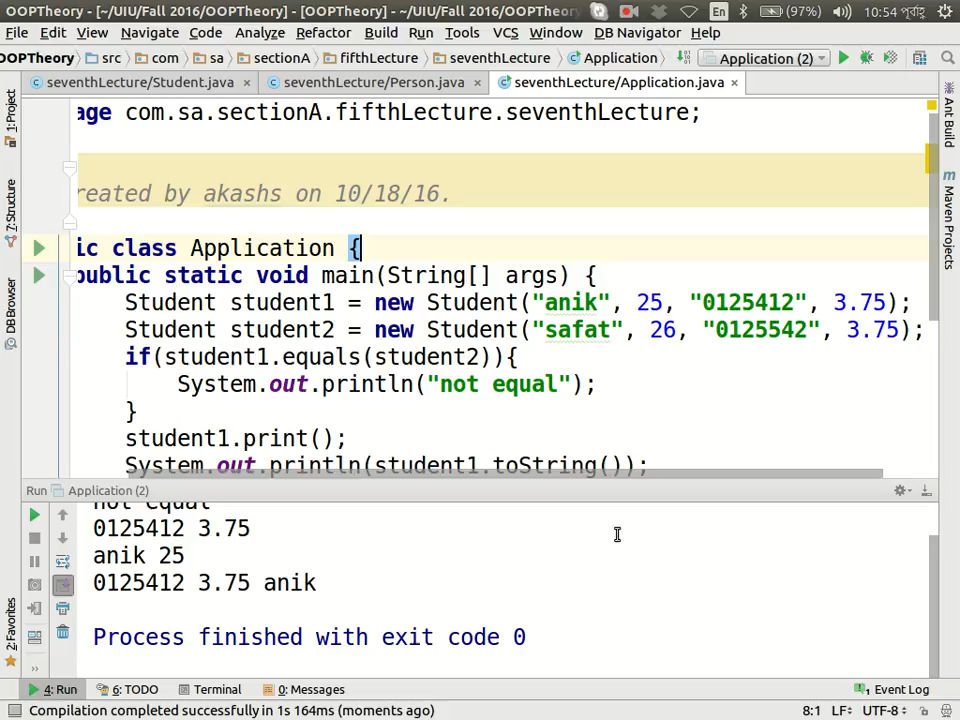 OOPTheory - [~/UIU/Fall 2016/OOPTheory] - [OOPTheory] - ~/UIU/Fall 2016/OOPTheory/ En (97%) 10:54 পূর্বাহ্ন
File Edit View Navigate Code Analyze Refactor Build Run Tools VCS Window DB Navigator Help
OOPTheory src com sa sectionA fifthLecture seventhLecture Application Application (2)
seventhLecture/Student.java × seventhLecture/Person.java × seventhLecture/Application.java ×
1:Project
7:Structure
DB Browser
2:Favorites
Ant Build
Maven Projects
age com.sa.sectionA.fifthLecture.seventhLecture;
reated by akashs on 10/18/16.
ic class Application {
public static void main(String[] args) {
Student student1 = new Student("anik", 25, "0125412", 3.75);
Student student2 = new Student("safat", 26, "0125542", 3.75);
if(student1.equals(student2)){
System.out.println("not equal");
}
student1.print();
System.out.println(student1.toString());
Run Application (2)
not equal
0125412 3.75
anik 25
0125412 3.75 anik
Process finished with exit code 0
4: Run 6: TODO Terminal 0: Messages 1 Event Log
Compilation completed successfully in 1s 164ms (moments ago) 8:1 LF UTF-8